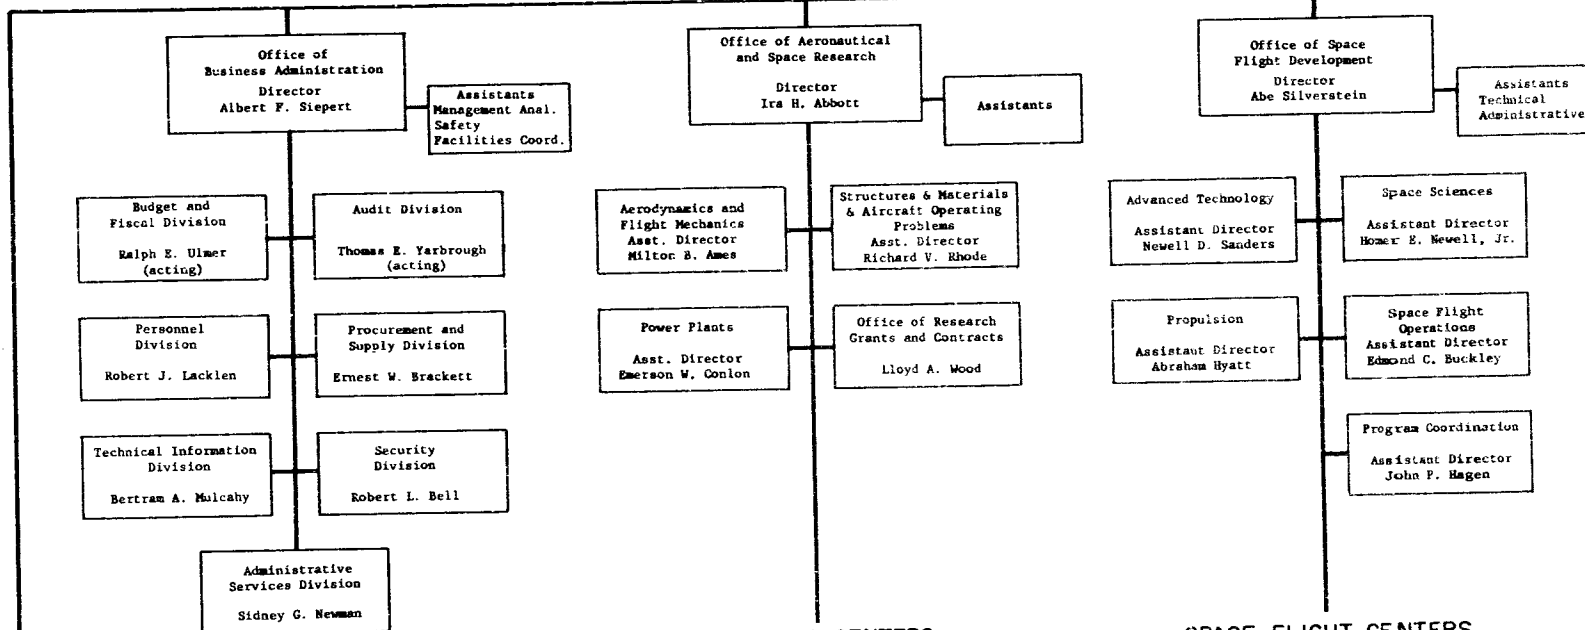 Office of
Business Administration
Director
Albert F. Siepert
Assistants
Management Anal.
Safety
Facilities Coord.
Budget and
Fiscal Division
Ralph E. Ulmer
(acting)
Audit Division
Thomas E. Yarbrough
(acting)
Personnel
Division
Robert J. Lacklen
Procurement and
Supply Division
Ernest W. Brackett
Technical Information
Division
Bertram A. Mulcahy
Security
Division
Robert L. Bell
Administrative
Services Division
Sidney G. Newman
Office of Aeronautical
and Space Research
Director
Ira H. Abbott
Assistants
Aerodynamics and
Flight Mechanics
Asst. Director
Milton B. Ames
Structures & Materials
& Aircraft Operating
Problems
Asst. Director
Richard V. Rhode
Power Plants
Asst. Director
Emerson W. Conlon
Office of Research
Grants and Contracts
Lloyd A. Wood
Office of Space
Flight Development
Director
Abe Silverstein
Assistants
Technical
Administrative
Advanced Technology
Assistant Director
Newell D. Sanders
Space Sciences
Assistant Director
Homer E. Newell, Jr.
Propulsion
Assistant Director
Abraham Hyatt
Space Flight
Operations
Assistant Director
Edmond C. Buckley
Program Coordination
Assistant Director
John P. Hagen
SPACE FLIGHT CENTERS